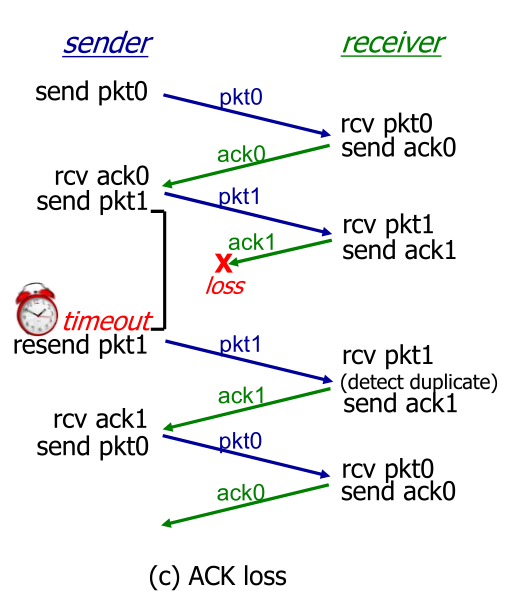 sender
receiver
send pkt0
pkt0
rcv pkt0
send ack0
ack0
rcv ack0
send pkt1
pkt1
rcv pkt1
send ack1
ack1
X
loss
timeout
resend pkt1
pkt1
rcv pkt1
(detect duplicate)
send ack1
ack1
rcv ack1
send pkt0
pkt0
rcv pkt0
send ack0
ack0
(c) ACK loss